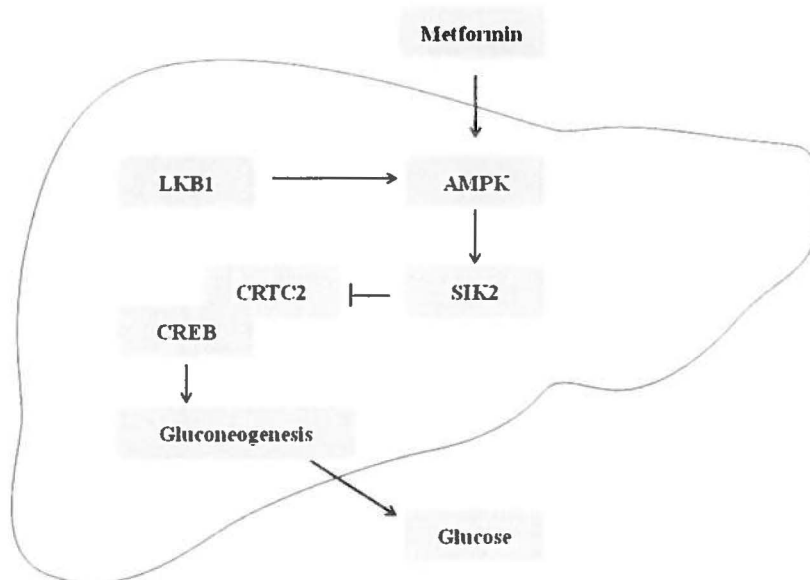 Metformin
LKB1
AMPK
CRTC2
SIK2
CREB
Gluconeogenesis
Glucose